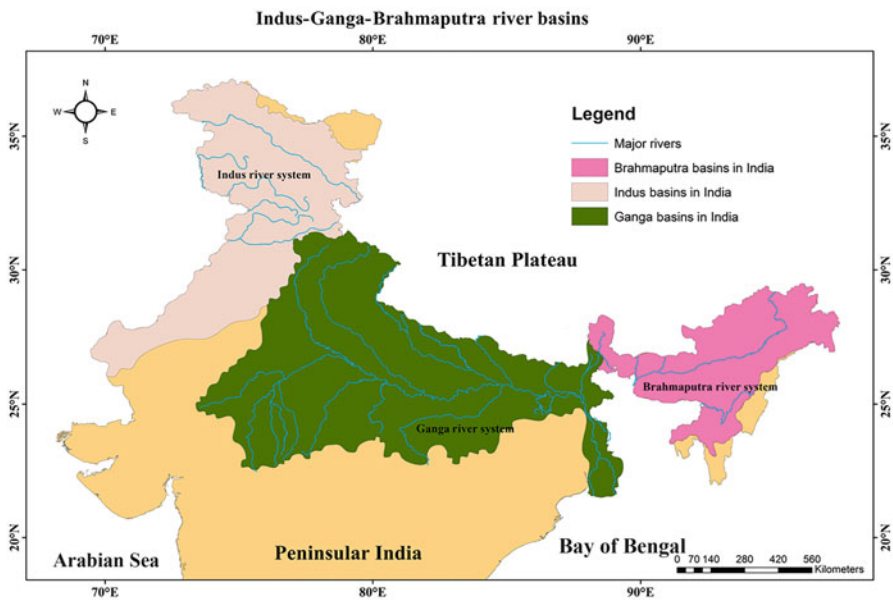 Indus-Ganga-Brahmaputra river basins
70°E 80°E 90°E
N
W E
S
35°N 35°N
Legend
Major rivers
Brahmaputra basins in India
Indus basins in India
Ganga basins in India
Indus river system
Tibetan Plateau
30°N 30°N
Brahmaputra river system
25°N 25°N
Ganga river system
20°N 20°N
Arabian Sea
Peninsular India
Bay of Bengal
0 70 140 280 420 560
Kilometers
70°E 80°E 90°E